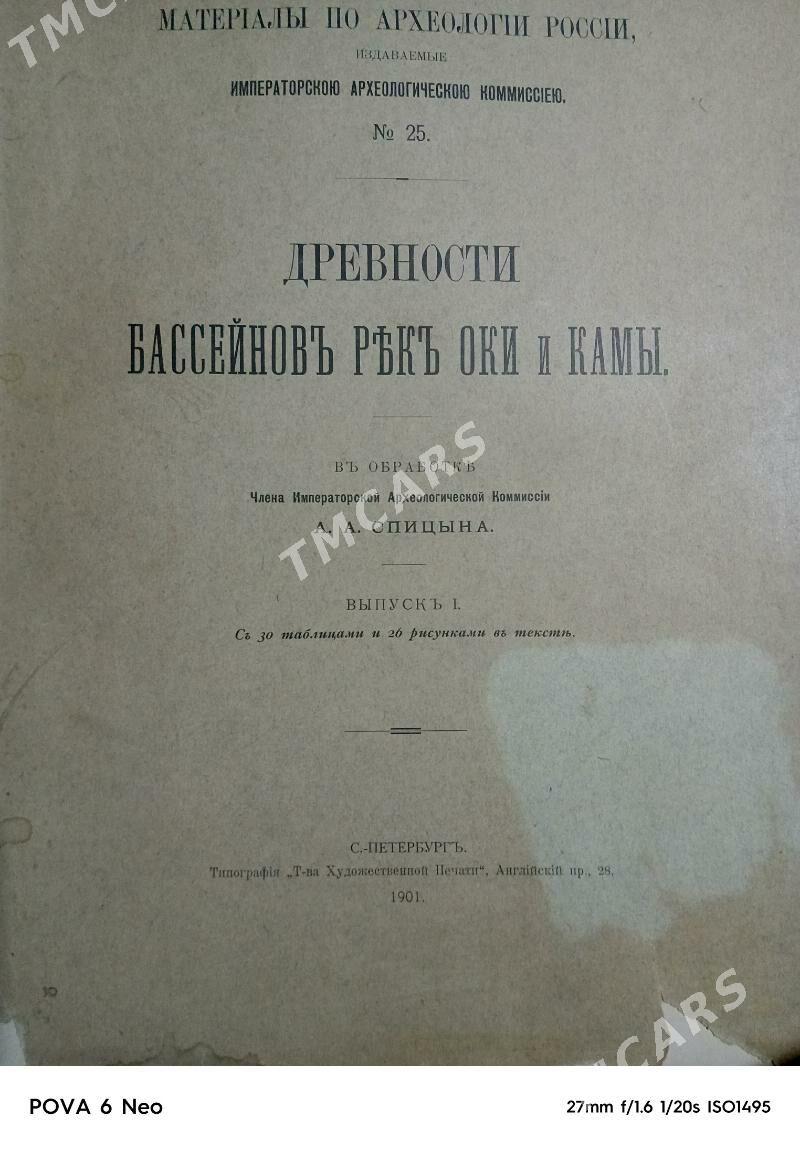 МАТЕРІАЛЫ ПО АРХЕОЛОГІИ РОССІИ,
ИЗДАВАЕМЫЕ
ИМПЕРАТОРСКОЮ АРХЕОЛОГИЧЕСКОЮ КОММИССІЕЮ.
№ 25.
ДРЕВНОСТИ
БАССЕЙНОВЪ РѢКЪ ОКИ и КАМЫ.
ВЪ ОБРАБОТКѢ
Члена Императорской Археологической Коммиссіи
А. А. СПИЦЫНА.
ВЫПУСКЪ I.
Съ 30 таблицами и 26 рисунками въ текстѣ.
С.-ПЕТЕРБУРГЪ.
Типографія „Т-ва Художественной Печати“, Англійскій пр., 28.
1901.
TMCARS
TMCARS
TMCARS
POVA 6 Neo
27mm f/1.6 1/20s ISO1495